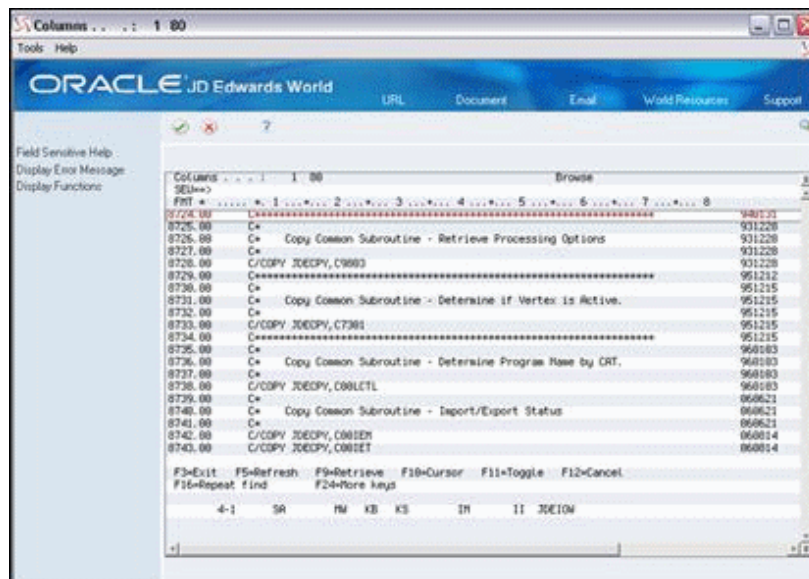 Columns . . . : 1 80
Tools Help
ORACLE JD Edwards World
URL Document Email World Resources Support
?
Field Sensitive Help
Display Error Message
Display Functions
Columns . . . : 1 80 Browse
SEU==>
FMT * ..... *. 1 ...+... 2 ...+... 3 ...+... 4 ...+... 5 ...+... 6 ...+... 7 ...+... 8
8724.00 C**************************************************************** 940131
8725.00 C* 931228
8726.00 C* Copy Common Subroutine - Retrieve Processing Options 931228
8727.00 C* 931228
8728.00 C/COPY JDECPY,C9803 931228
8729.00 C**************************************************************** 951212
8730.00 C* 951215
8731.00 C* Copy Common Subroutine - Determine if Vertex is Active. 951215
8732.00 C* 951215
8733.00 C/COPY JDECPY,C7301 951215
8734.00 C**************************************************************** 951215
8735.00 C* 960103
8736.00 C* Copy Common Subroutine - Determine Program Name by CAT. 960103
8737.00 C* 960103
8738.00 C/COPY JDECPY,C00LCTL 960103
8739.00 C* 060621
8740.00 C* Copy Common Subroutine - Import/Export Status 060621
8741.00 C* 060621
8742.00 C/COPY JDECPY,C00IEM 060814
8743.00 C/COPY JDECPY,C00IET 060814
F3=Exit F5=Refresh F9=Retrieve F10=Cursor F11=Toggle F12=Cancel
F16=Repeat find F24=More keys
4-1 SA MW KB KS IM II JDEIOW